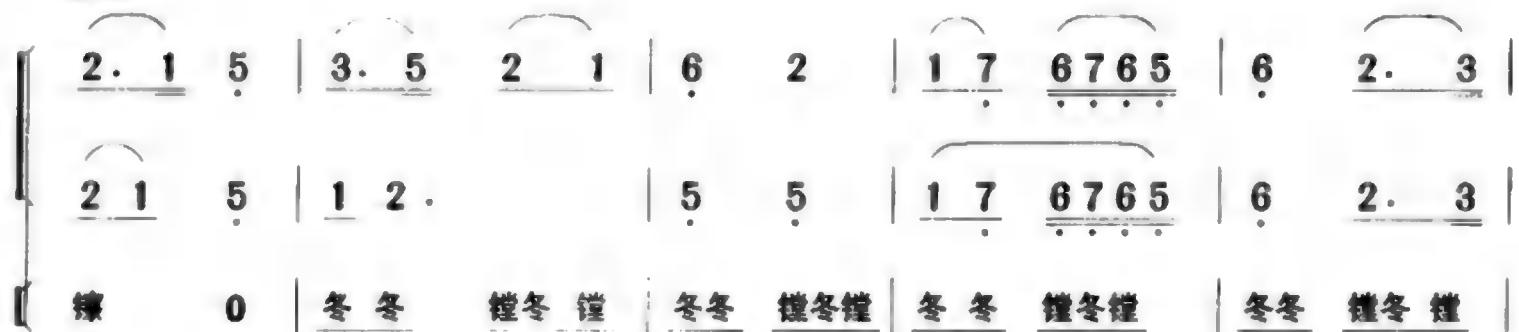 2· 1 5 | 3· 5 2 1 | 6 2 | 1 7 6765 | 6 2· 3 |
2 1 5 | 1 2· | 5 5 | 1 7 6765 | 6 2· 3 |
镲 0 | 冬 冬 镗冬 镗 | 冬冬 镗冬镗 | 冬 冬 镗冬镗 | 冬冬 镗冬 镗 |